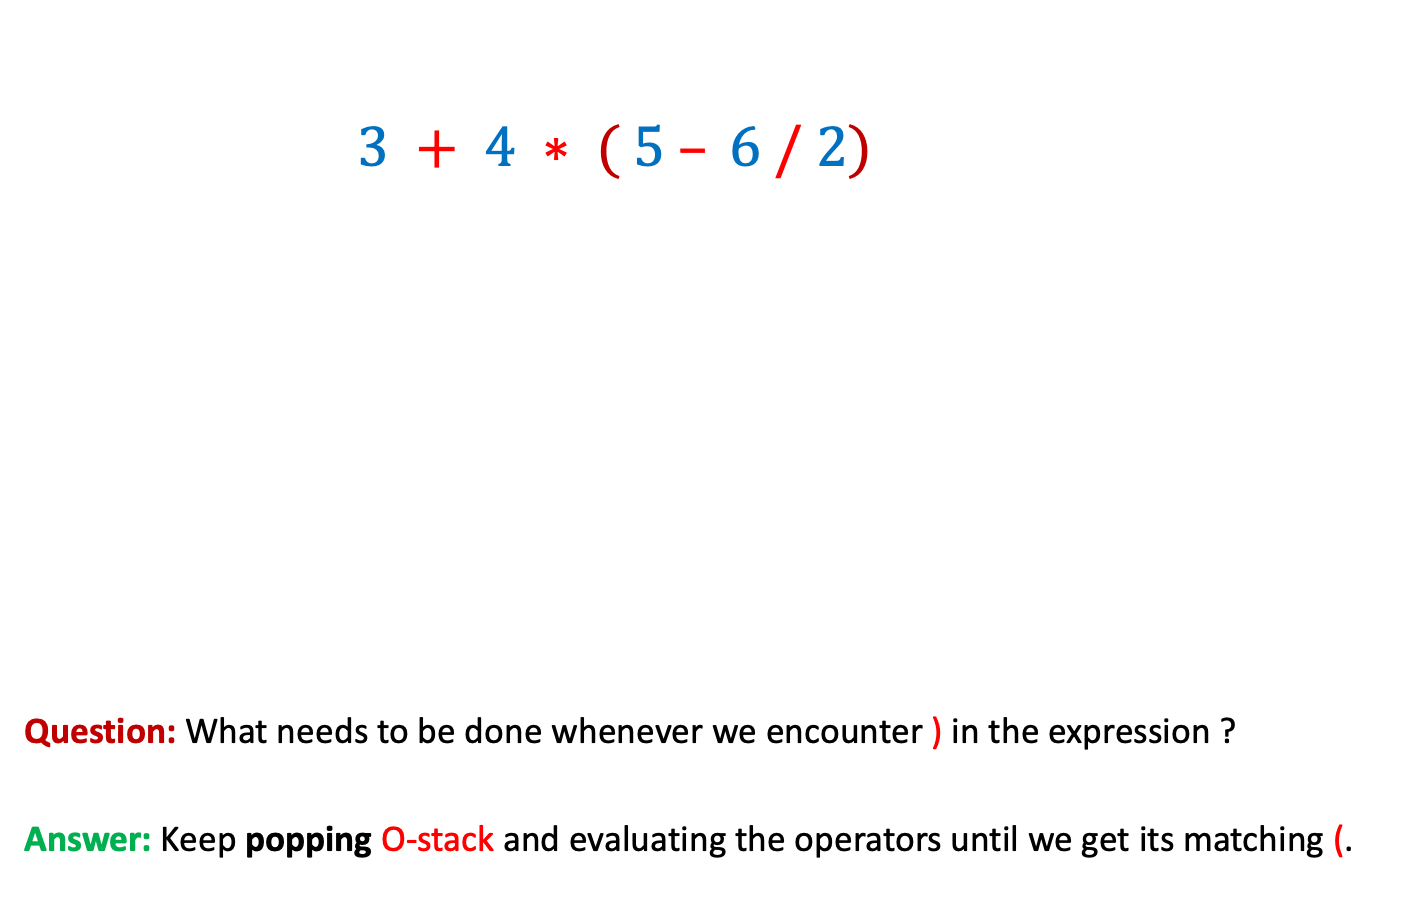 3 + 4 * ( 5 – 6 / 2)
Question: What needs to be done whenever we encounter ) in the expression ?
Answer: Keep popping O-stack and evaluating the operators until we get its matching (.